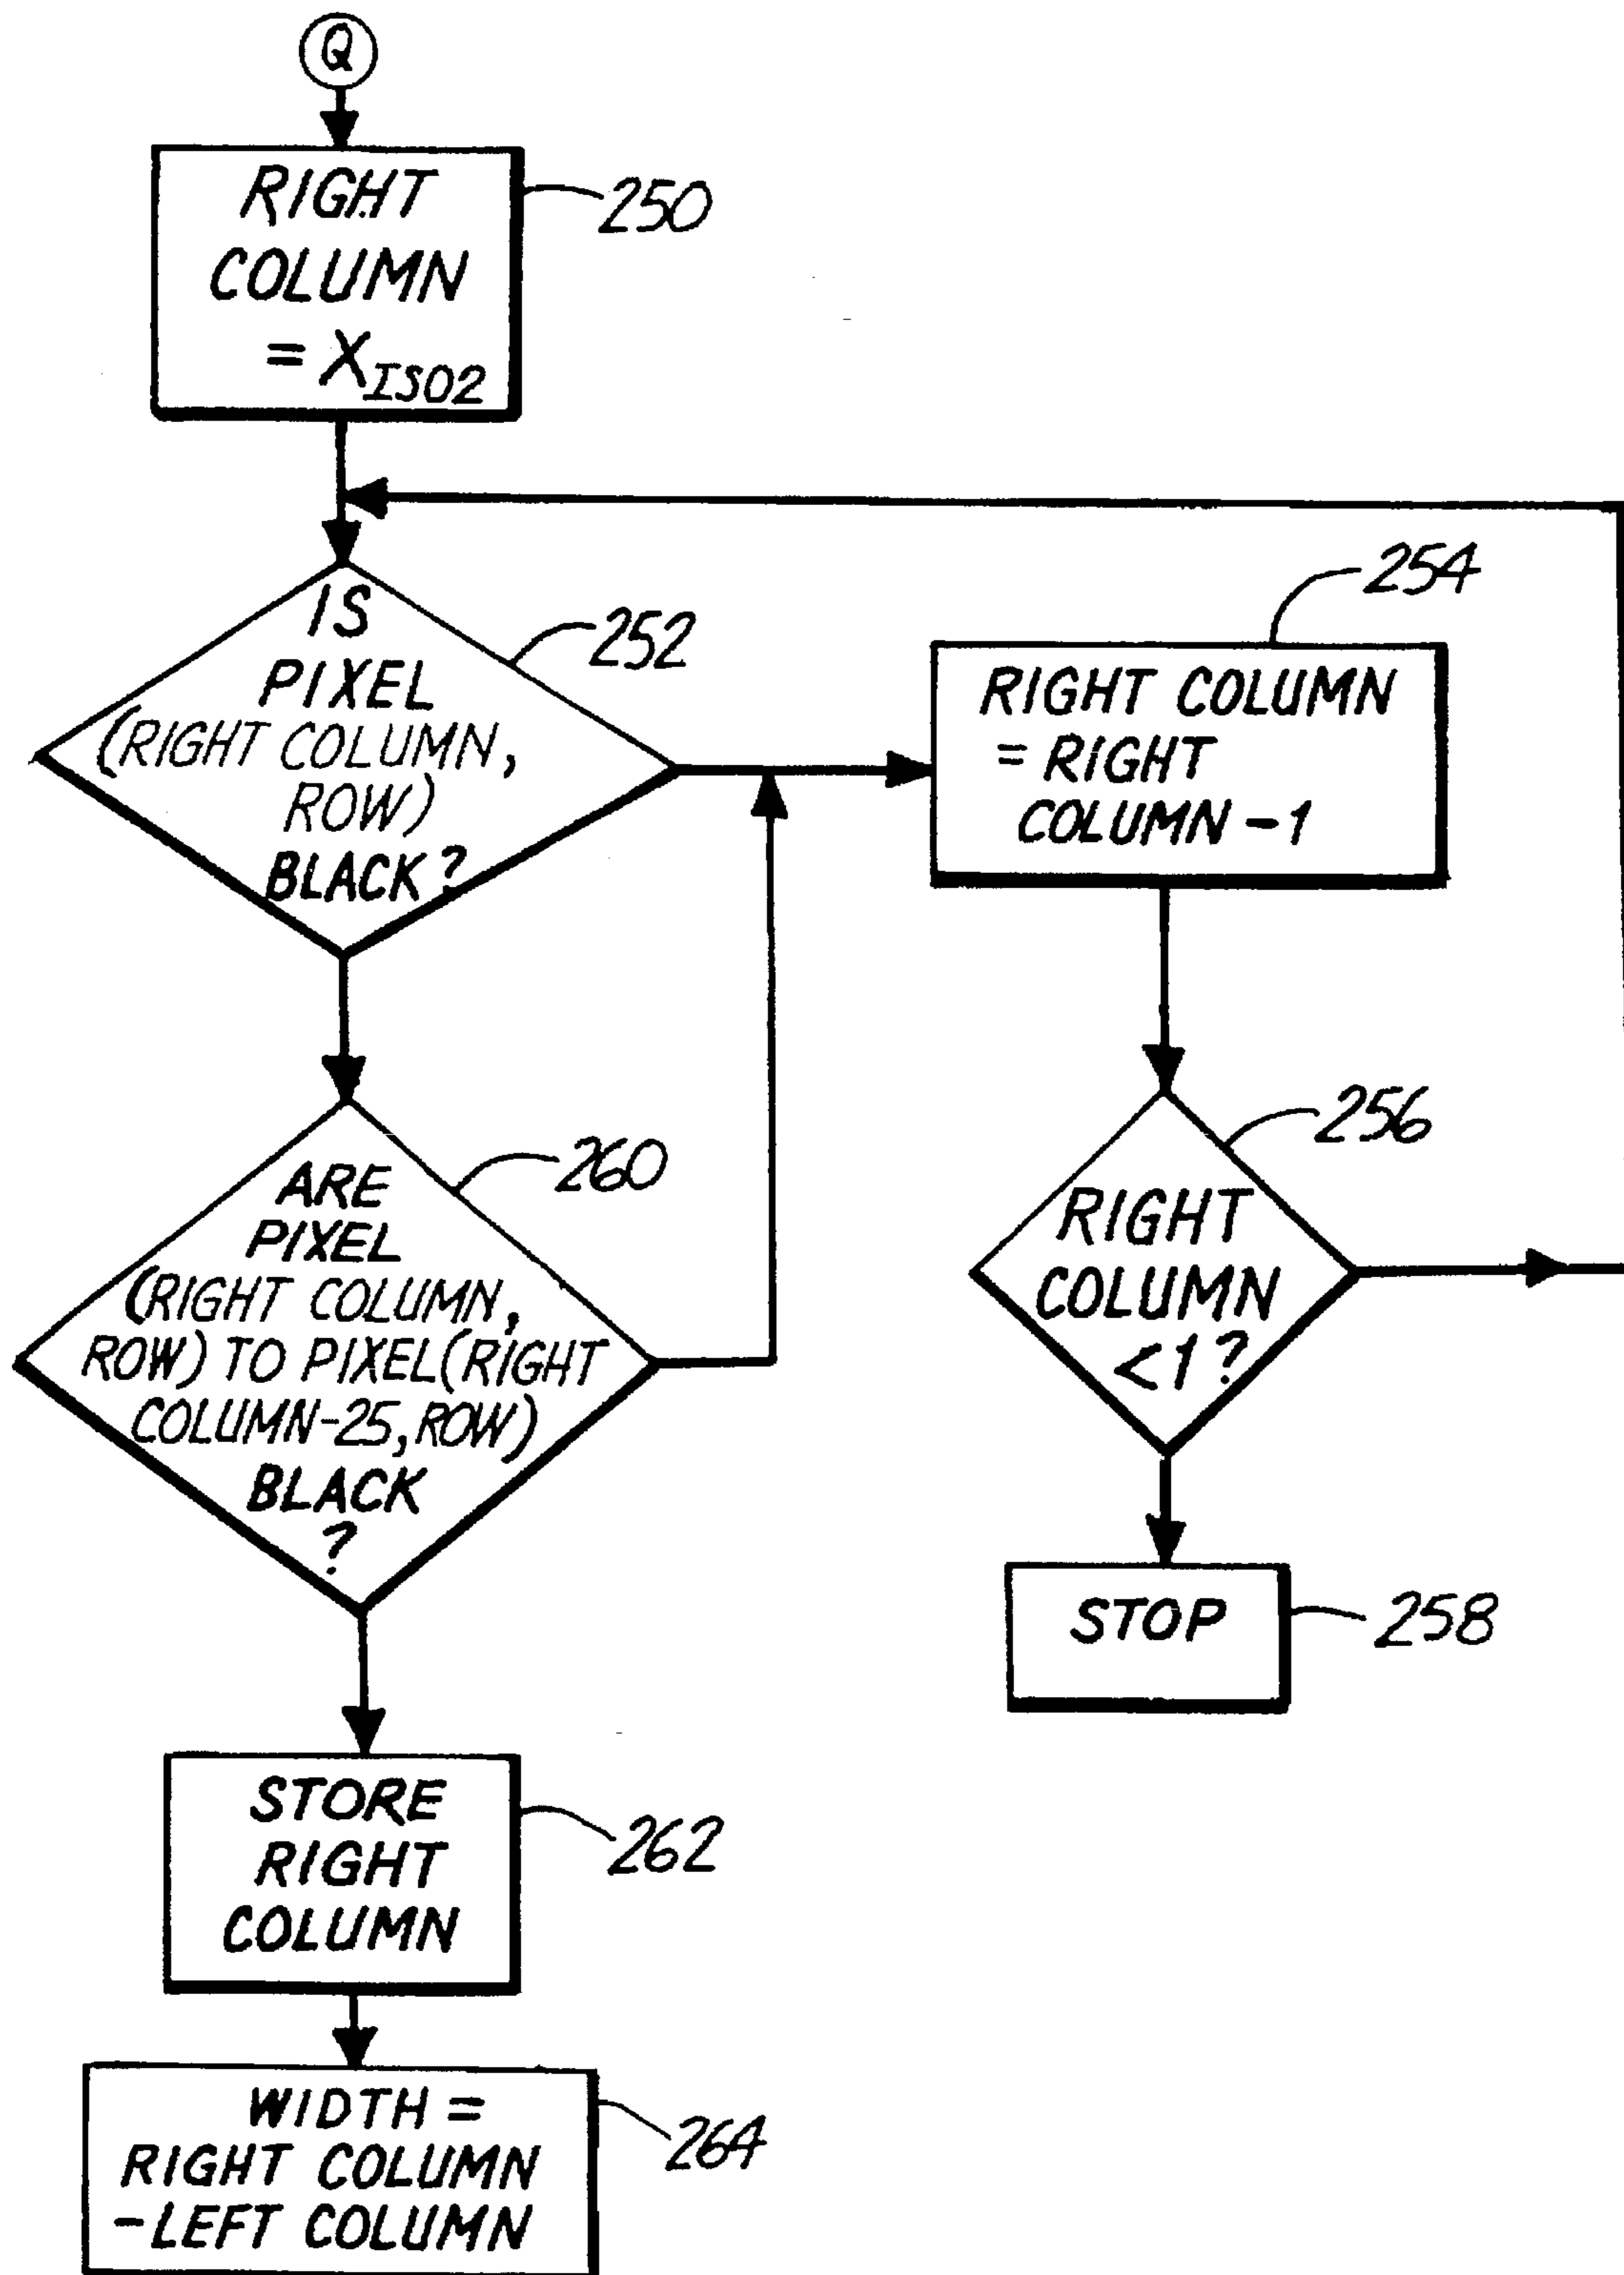 Q
RIGHT
COLUMN
= XISO2
250
IS
PIXEL
(RIGHT COLUMN,
ROW)
BLACK?
252
254
RIGHT COLUMN
= RIGHT
COLUMN -1
ARE
PIXEL
(RIGHT COLUMN,
ROW) TO PIXEL(RIGHT
COLUMN-25, ROW)
BLACK
?
260
256
RIGHT
COLUMN
<1?
STOP
258
STORE
RIGHT
COLUMN
262
WIDTH =
RIGHT COLUMN
-LEFT COLUMN
264